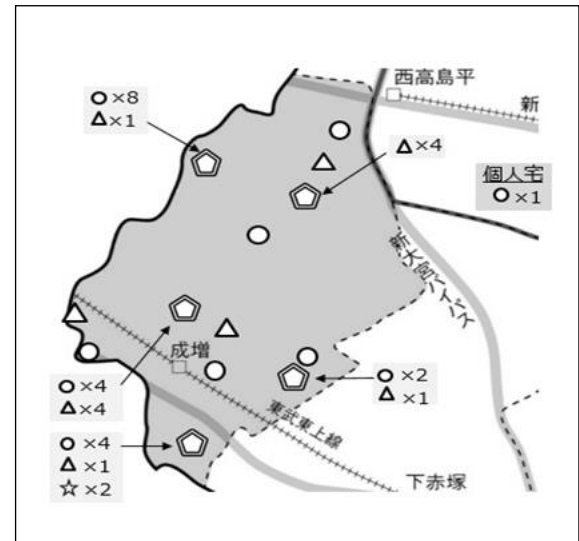 西高島平
新
○×8
△×1
△×4
個人宅
○×1
新大宮バイパス
成増
○×4
△×4
○×2
△×1
東武東上線
○×4
△×1
☆×2
下赤塚